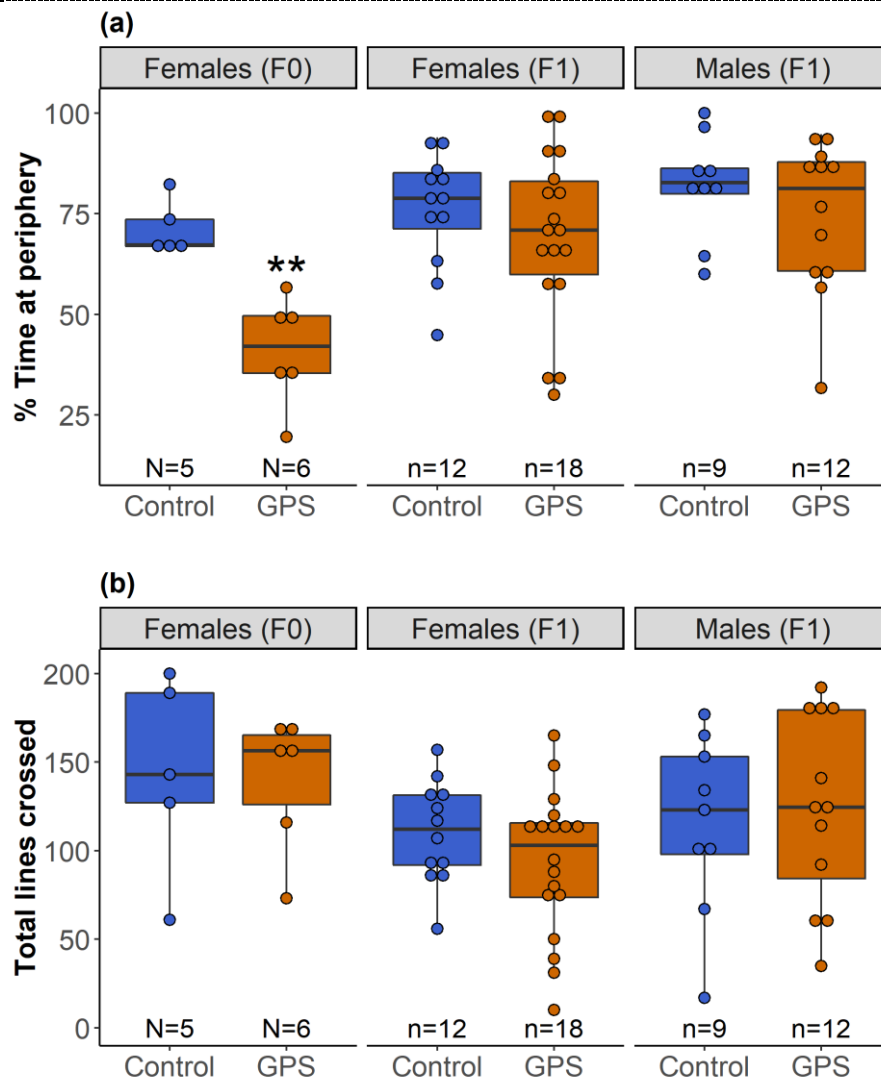 (a)
Females (F0) Females (F1) Males (F1)
100
75
50
25
% Time at periphery
**
N=5 N=6 n=12 n=18 n=9 n=12
Control GPS Control GPS Control GPS
(b)
Females (F0) Females (F1) Males (F1)
200
150
100
50
0
Total lines crossed
N=5 N=6 n=12 n=18 n=9 n=12
Control GPS Control GPS Control GPS